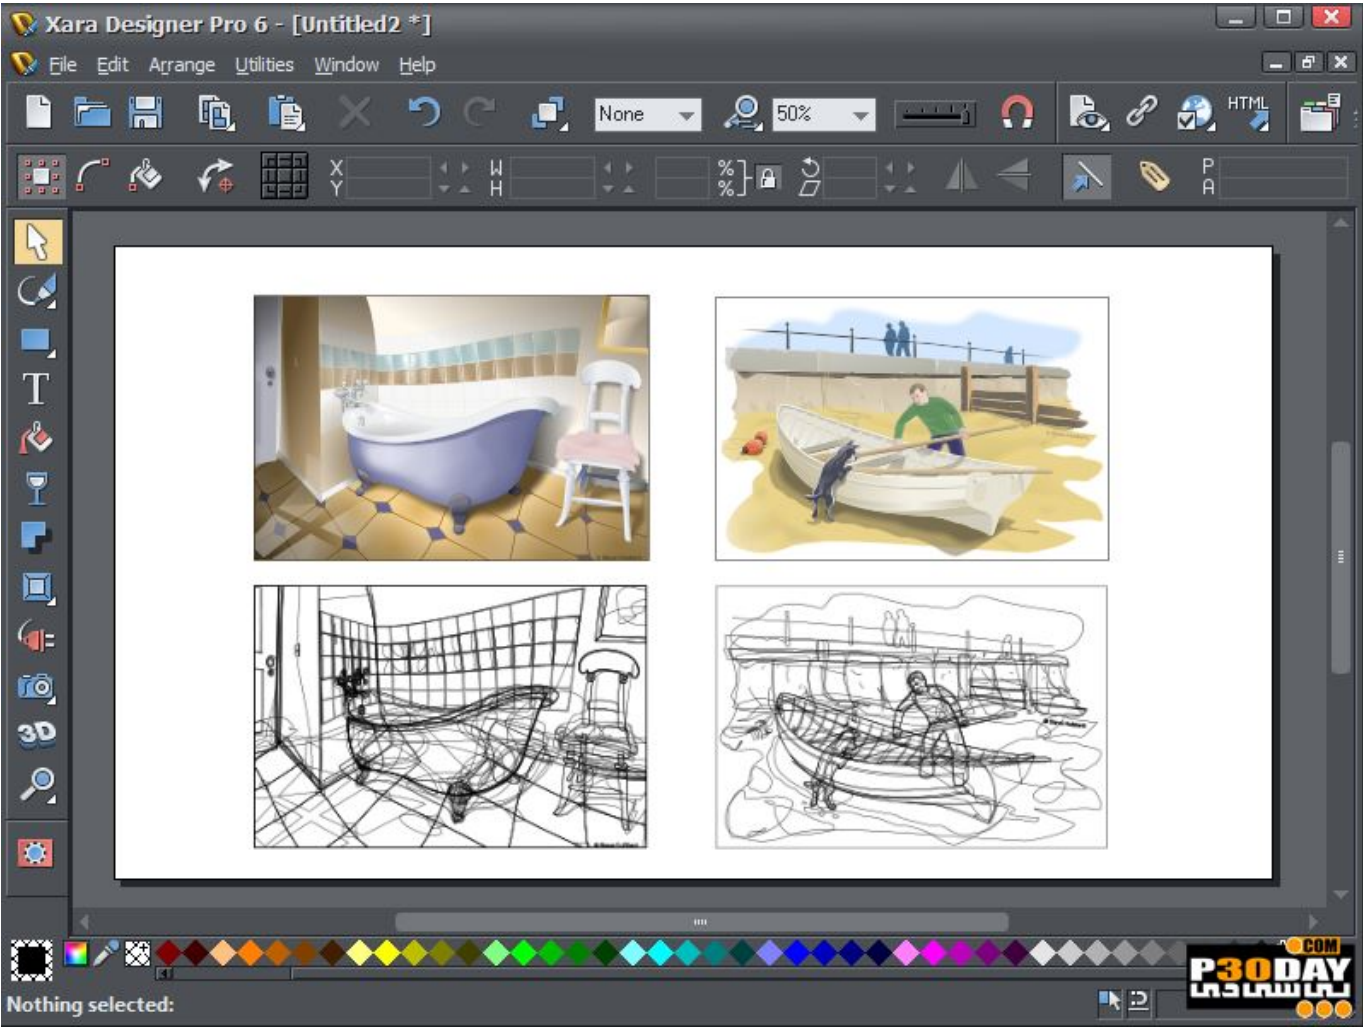 Xara Designer Pro 6 - [Untitled2 *]
File Edit Arrange Utilities Window Help
None 50% HTML
X W % P
Y H % A
T
3D
Nothing selected:
.COM
P30DAY